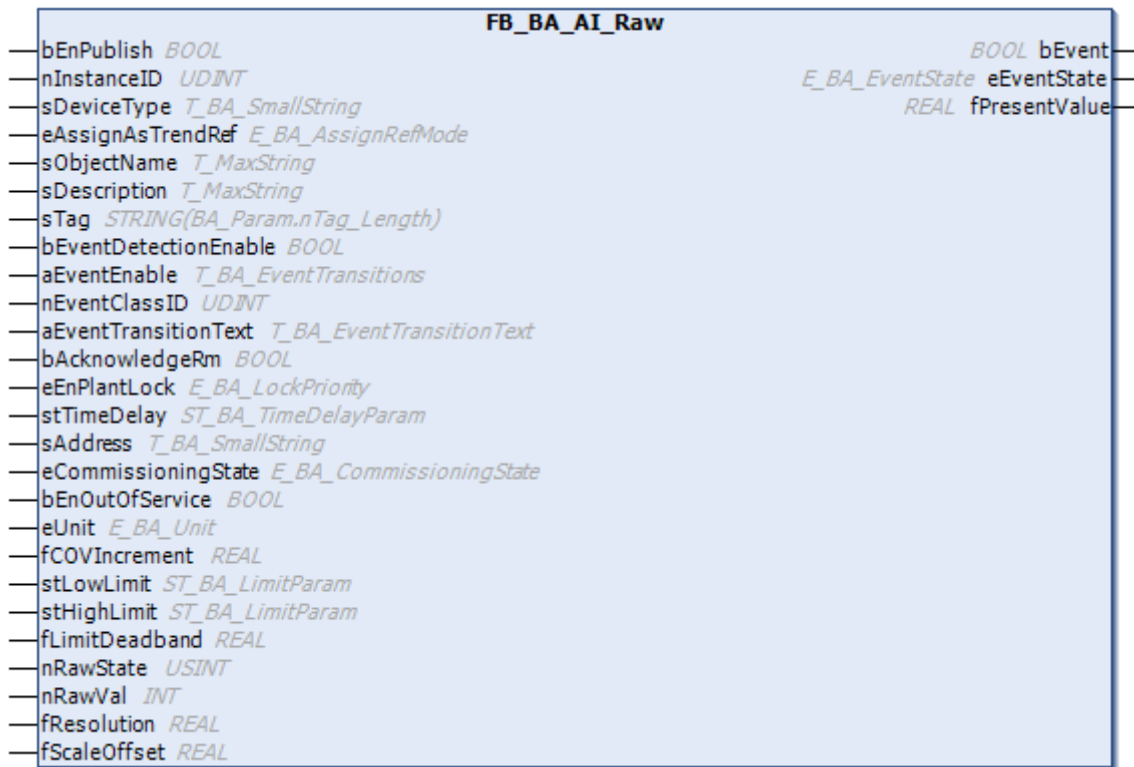 FB_BA_AI_Raw
bEnPublish BOOL BOOL bEvent
nInstanceID UDINT E_BA_EventState eEventState
sDeviceType T_BA_SmallString REAL fPresentValue
eAssignAsTrendRef E_BA_AssignRefMode
sObjectName T_MaxString
sDescription T_MaxString
sTag STRING(BA_Param.nTag_Length)
bEventDetectionEnable BOOL
aEventEnable T_BA_EventTransitions
nEventClassID UDINT
aEventTransitionText T_BA_EventTransitionText
bAcknowledgeRm BOOL
eEnPlantLock E_BA_LockPriority
stTimeDelay ST_BA_TimeDelayParam
sAddress T_BA_SmallString
eCommissioningState E_BA_CommissioningState
bEnOutOfService BOOL
eUnit E_BA_Unit
fCOVIncrement REAL
stLowLimit ST_BA_LimitParam
stHighLimit ST_BA_LimitParam
fLimitDeadband REAL
nRawState USINT
nRawVal INT
fResolution REAL
fScaleOffset REAL